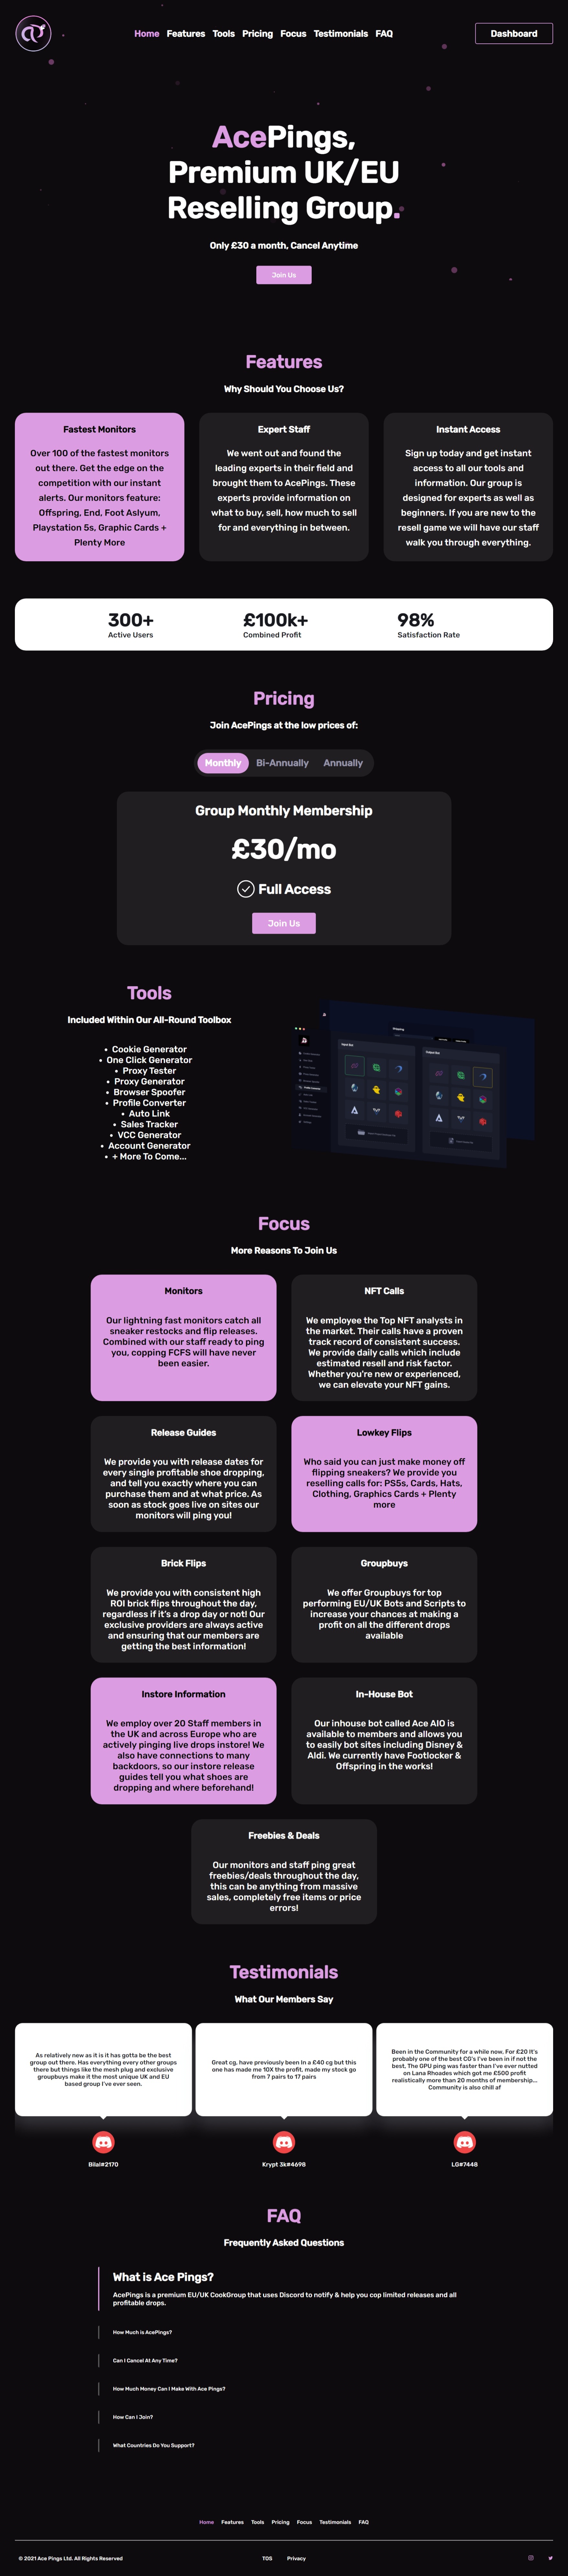 Home Features Tools Pricing Focus Testimonials FAQ
Dashboard
AcePings,
Premium UK/EU
Reselling Group.
Only £30 a month, Cancel Anytime
Join Us
Features
Why Should You Choose Us?
Fastest Monitors
Over 100 of the fastest monitors
out there. Get the edge on the
competition with our instant
alerts. Our monitors feature:
Offspring, End, Foot Aslyum,
Playstation 5s, Graphic Cards +
Plenty More
Expert Staff
We went out and found the
leading experts in their field and
brought them to AcePings. These
experts provide information on
what to buy, sell, how much to sell
for and everything in between.
Instant Access
Sign up today and get instant
access to all our tools and
information. Our group is
designed for experts as well as
beginners. If you are new to the
resell game we will have our staff
walk you through everything.
300+
Active Users
£100k+
Combined Profit
98%
Satisfaction Rate
Pricing
Join AcePings at the low prices of:
Monthly Bi-Annually Annually
Group Monthly Membership
£30/mo
Full Access
Join Us
Tools
Included Within Our All-Round Toolbox
• Cookie Generator
• One Click Generator
• Proxy Tester
• Proxy Generator
• Browser Spoofer
• Profile Converter
• Auto Link
• Sales Tracker
• VCC Generator
• Account Generator
• + More To Come...
Focus
More Reasons To Join Us
Monitors
Our lightning fast monitors catch all
sneaker restocks and flip releases.
Combined with our staff ready to ping
you, copping FCFS will have never
been easier.
NFT Calls
We employee the Top NFT analysts in
the market. Their calls have a proven
track record of consistent success.
We provide daily calls which include
estimated resell and risk factor.
Whether you're new or experienced,
we can elevate your NFT gains.
Release Guides
We provide you with release dates for
every single profitable shoe dropping,
and tell you exactly where you can
purchase them and at what price. As
soon as stock goes live on sites our
monitors will ping you!
Lowkey Flips
Who said you can just make money off
flipping sneakers? We provide you
reselling calls for: PS5s, Cards, Hats,
Clothing, Graphics Cards + Plenty
more
Brick Flips
We provide you with consistent high
ROI brick flips throughout the day,
regardless if it's a drop day or not! Our
exclusive providers are always active
and ensuring that our members are
getting the best information!
Groupbuys
We offer Groupbuys for top
performing EU/UK Bots and Scripts to
increase your chances at making a
profit on all the different drops
available
Instore Information
We employ over 20 Staff members in
the UK and across Europe who are
actively pinging live drops instore! We
also have connections to many
backdoors, so our instore release
guides tell you what shoes are
dropping and where beforehand!
In-House Bot
Our inhouse bot called Ace AIO is
available to members and allows you
to easily bot sites including Disney &
Aldi. We currently have Footlocker &
Offspring in the works!
Freebies & Deals
Our monitors and staff ping great
freebies/deals throughout the day,
this can be anything from massive
sales, completely free items or price
errors!
Testimonials
What Our Members Say
As relatively new as it is it has gotta be the best
group out there. Has everything every other groups
there but things like the mesh plug and exclusive
groupbuys make it the most unique UK and EU
based group I've ever seen.
Bilal#2170
Great cg, have previously been In a £40 cg but this
one has made me 10X the profit, made my stock go
from 7 pairs to 17 pairs
Krypt 3k#4698
Been in the Community for a while now, For £20 It's
probably one of the best CG's I've been in if not the
best, The GPU ping was faster than I've ever nutted
on Lana Rhoades which got me £500 profit
realistically more than 20 months of membership...
Community is also chill af
LG#7448
FAQ
Frequently Asked Questions
What is Ace Pings?
AcePings is a premium EU/UK CookGroup that uses Discord to notify & help you cop limited releases and all
profitable drops.
How Much is AcePings?
Can I Cancel At Any Time?
How Much Money Can I Make With Ace Pings?
How Can I Join?
What Countries Do You Support?
Home Features Tools Pricing Focus Testimonials FAQ
© 2021 Ace Pings Ltd. All Rights Reserved
TOS Privacy